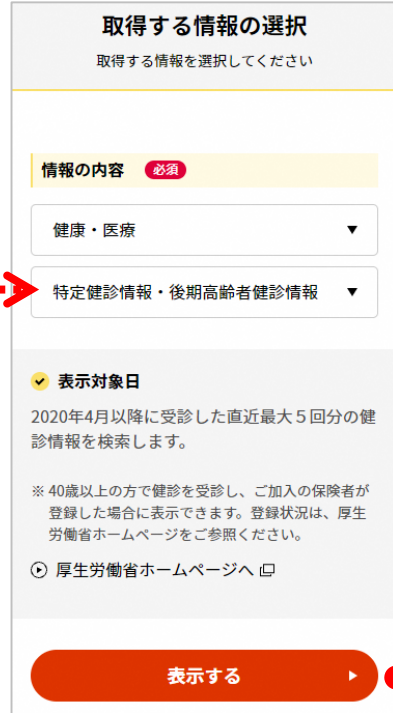 取得する情報の選択
取得する情報を選択してください
情報の内容 必須
健康・医療 ▼
特定健診情報・後期高齢者健診情報 ▼
表示対象日
2020年4月以降に受診した直近最大5回分の健
診情報を検索します。
※ 40歳以上の方で健診を受診し、ご加入の保険者が
登録した場合に表示できます。登録状況は、厚生
労働省ホームページをご参照ください。
厚生労働省ホームページへ
表示する